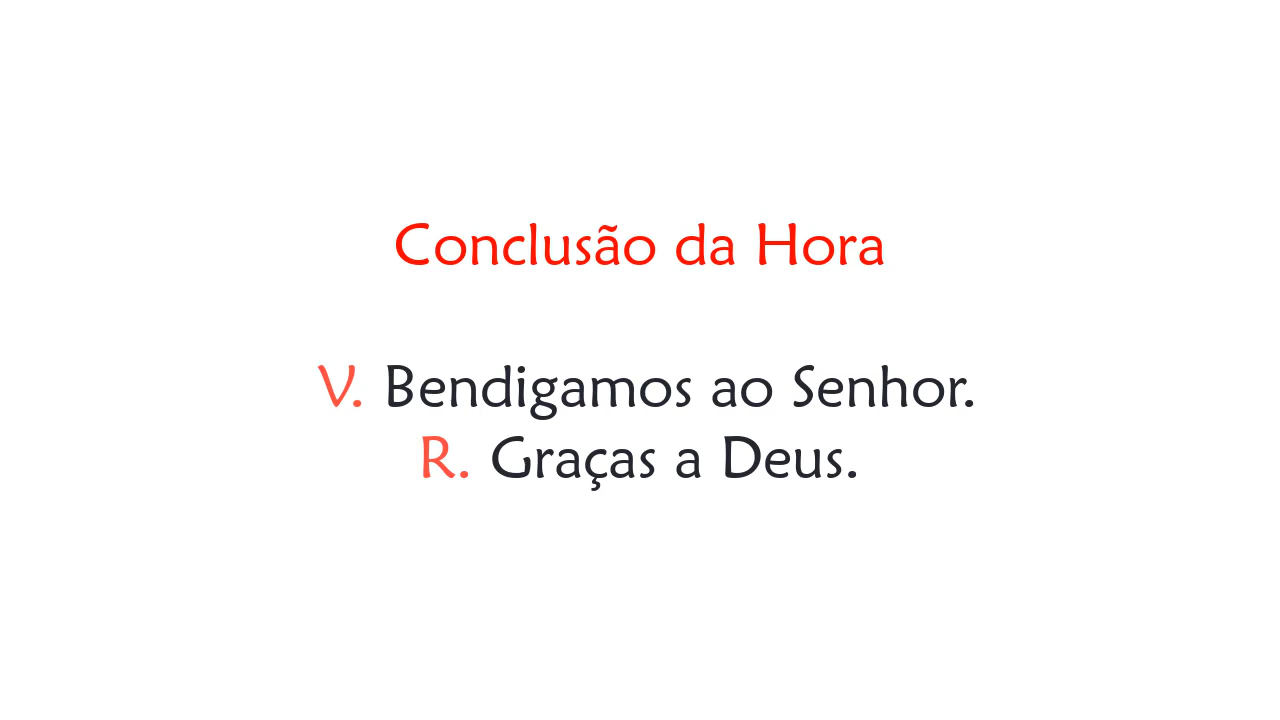 Conclusão da Hora
V. Bendigamos ao Senhor.
R. Graças a Deus.